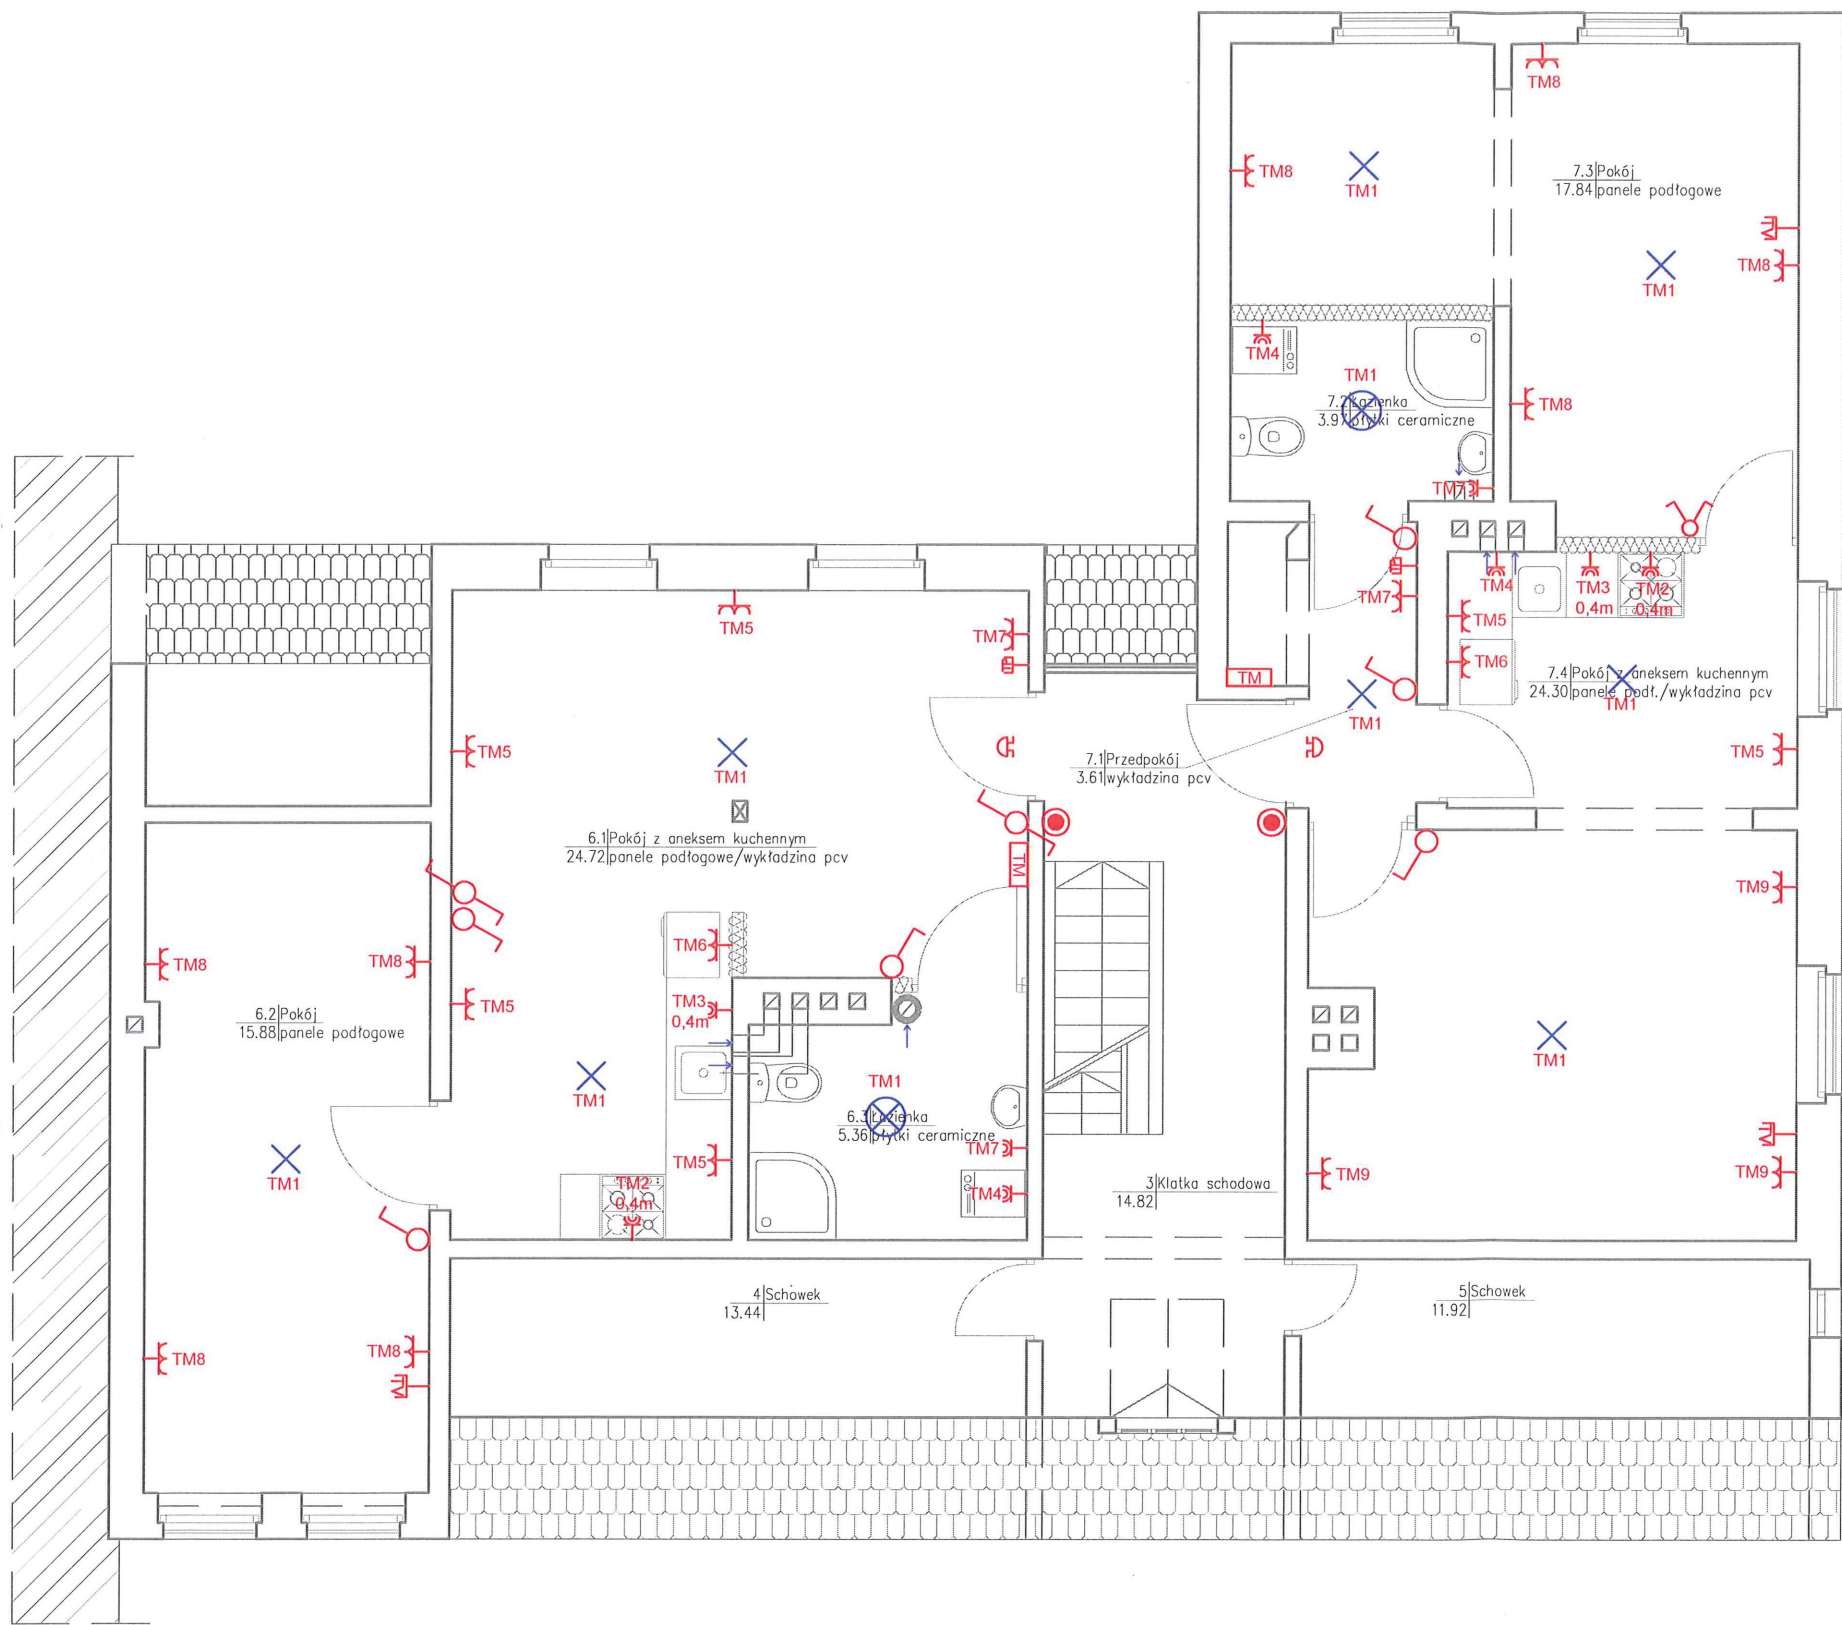 TM8
TM8
TM1
7.3 Pokój
17.84 panele podłogowe
TV
TM8
TM1
TM4
TM1
7.2 Łazienka
3.97 płytki ceramiczne
TM8
TM7
TM7
TM4
TM3
0,4m
TM2
0,4m
TM5
TM6
7.4 Pokój z aneksem kuchennym
24.30 panele podł./wykładzina pcv
TM1
TM
TM1
TM5
TM5
TM7
TM5
TM1
7.1 Przedpokój
3.61 wykładzina pcv
6.1 Pokój z aneksem kuchennym
24.72 panele podłogowe/wykładzina pcv
TM
TM9
TM8
TM8
TM6
TM5
TM3
0,4m
6.2 Pokój
15.88 panele podłogowe
TM1
TM1
TM1
6.3 Łazienka
5.36 płytki ceramiczne
TM1
TM7
TV
TM5
TM2
0,4m
TM4
3 Klatka schodowa
14.82
TM9
TM9
TM1
4 Schowek
13.44
5 Schowek
11.92
TM8
TM8
TV